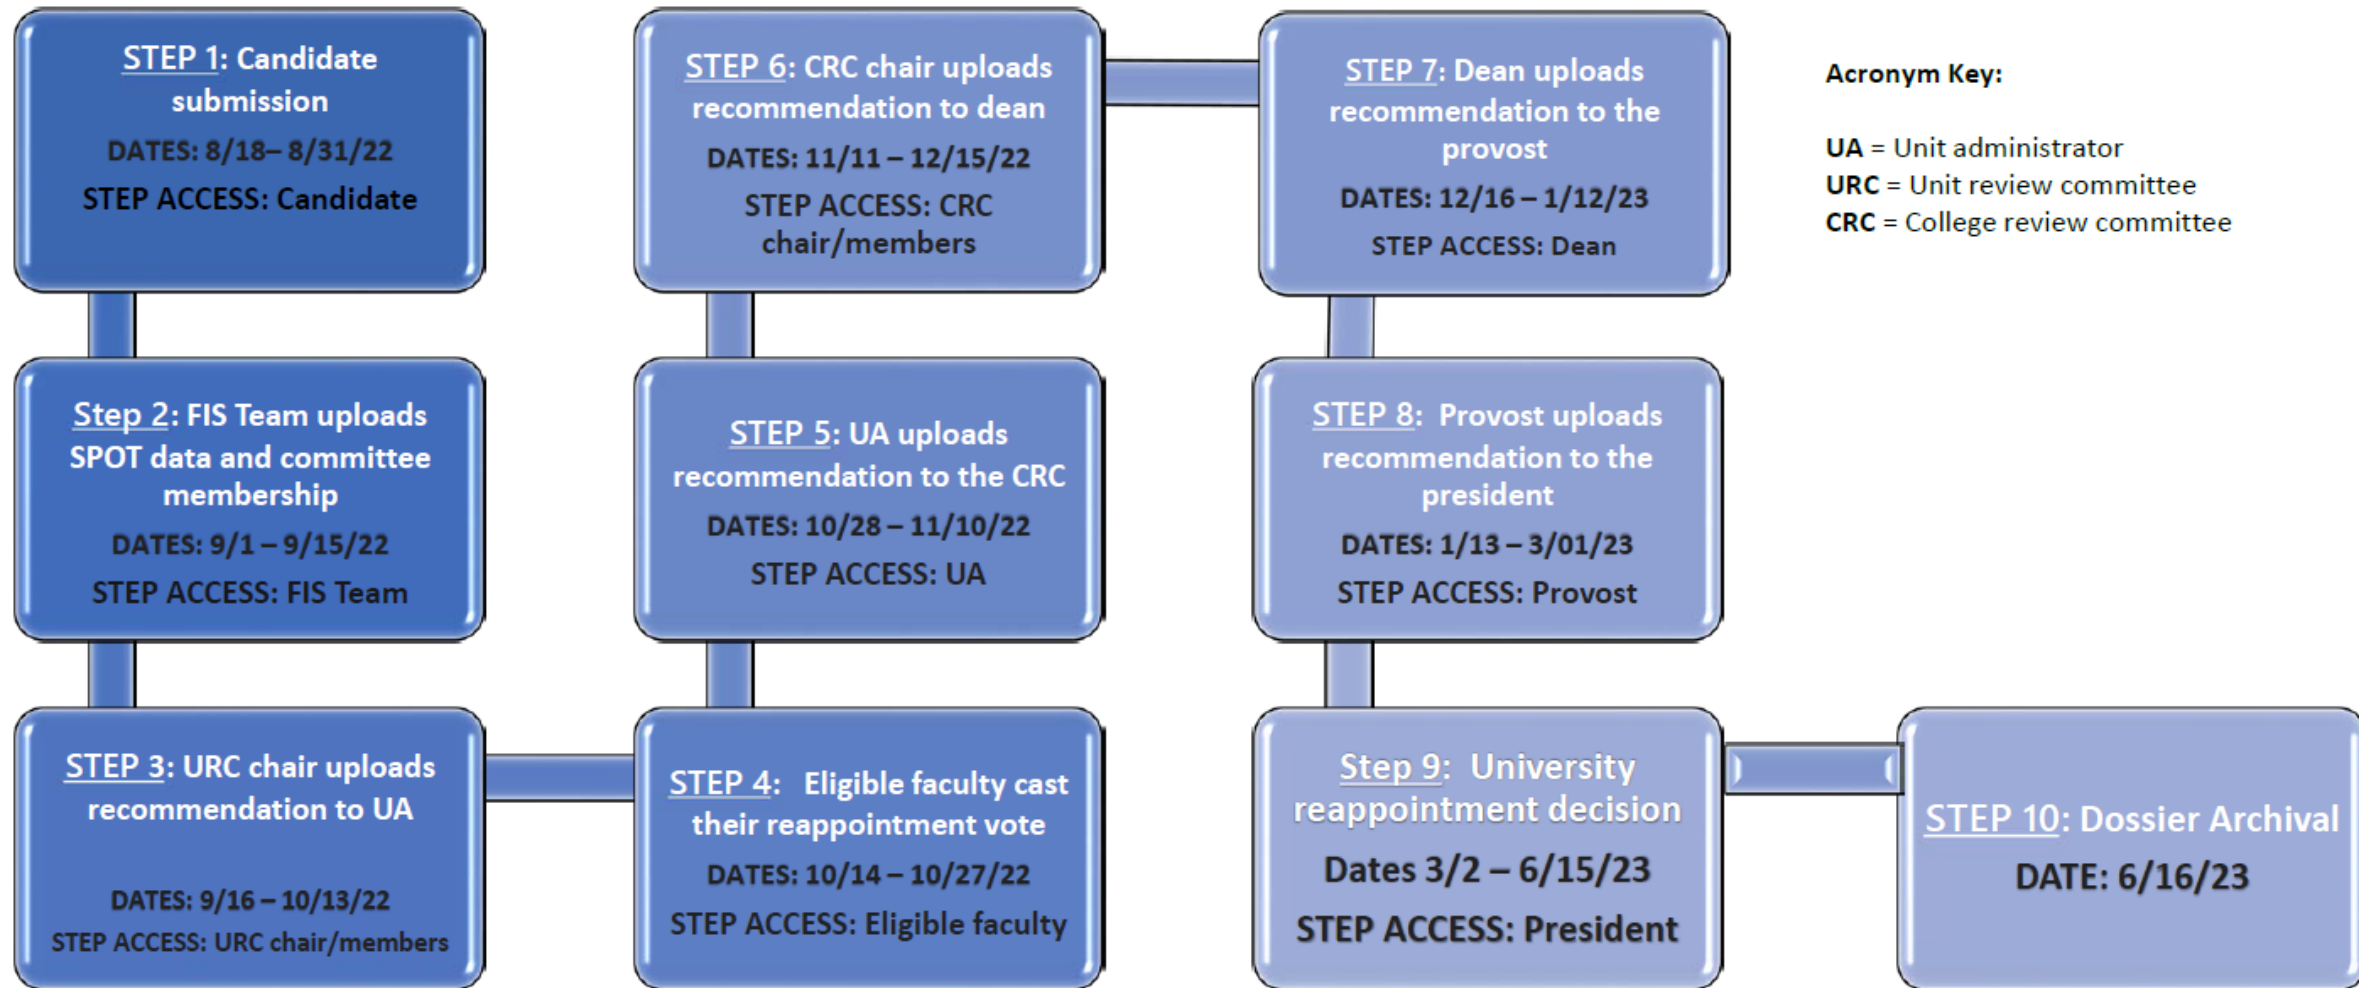 STEP 1: Candidate
submission
DATES: 8/18– 8/31/22
STEP ACCESS: Candidate
Step 2: FIS Team uploads
SPOT data and committee
membership
DATES: 9/1 – 9/15/22
STEP ACCESS: FIS Team
STEP 3: URC chair uploads
recommendation to UA
DATES: 9/16 – 10/13/22
STEP ACCESS: URC chair/members
STEP 4: Eligible faculty cast
their reappointment vote
DATES: 10/14 – 10/27/22
STEP ACCESS: Eligible faculty
STEP 5: UA uploads
recommendation to the CRC
DATES: 10/28 – 11/10/22
STEP ACCESS: UA
STEP 6: CRC chair uploads
recommendation to dean
DATES: 11/11 – 12/15/22
STEP ACCESS: CRC
chair/members
STEP 7: Dean uploads
recommendation to the
provost
DATES: 12/16 – 1/12/23
STEP ACCESS: Dean
STEP 8: Provost uploads
recommendation to the
president
DATES: 1/13 – 3/01/23
STEP ACCESS: Provost
Step 9: University
reappointment decision
Dates 3/2 – 6/15/23
STEP ACCESS: President
STEP 10: Dossier Archival
DATE: 6/16/23
Acronym Key:
UA = Unit administrator
URC = Unit review committee
CRC = College review committee